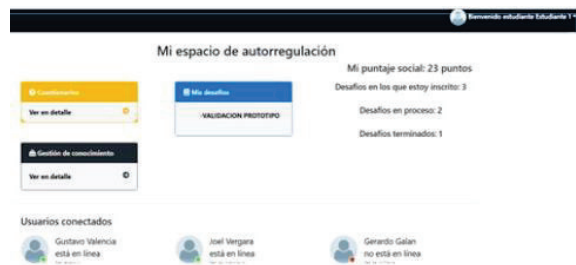 Bienvenido estudiante Estudiante 1
Mi espacio de autorregulación
Mi puntaje social: 23 puntos
Cuestionarios
Ver en detalle
Mis desafíos
-VALIDACION PROTOTIPO
Desafíos en los que estoy inscrito: 3
Desafíos en proceso: 2
Desafíos terminados: 1
Gestión de conocimiento
Ver en detalle
Usuarios conectados
Gustavo Valencia
está en línea
Joel Vergara
está en línea
Gerardo Galan
no está en línea